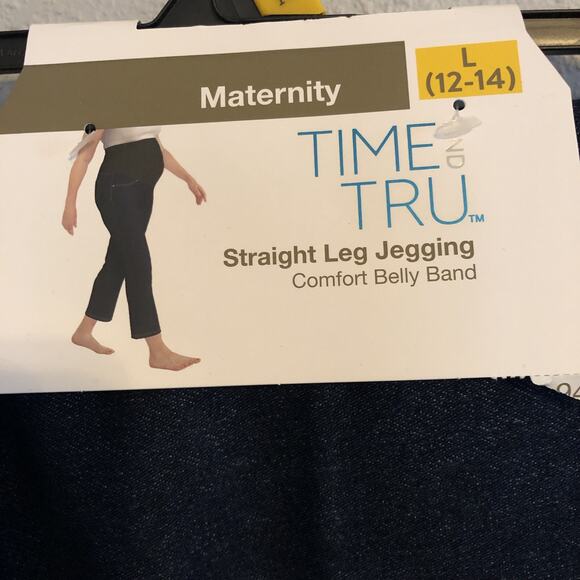 Maternity
L
(12-14)
TIME AND
TRU™
Straight Leg Jegging
Comfort Belly Band